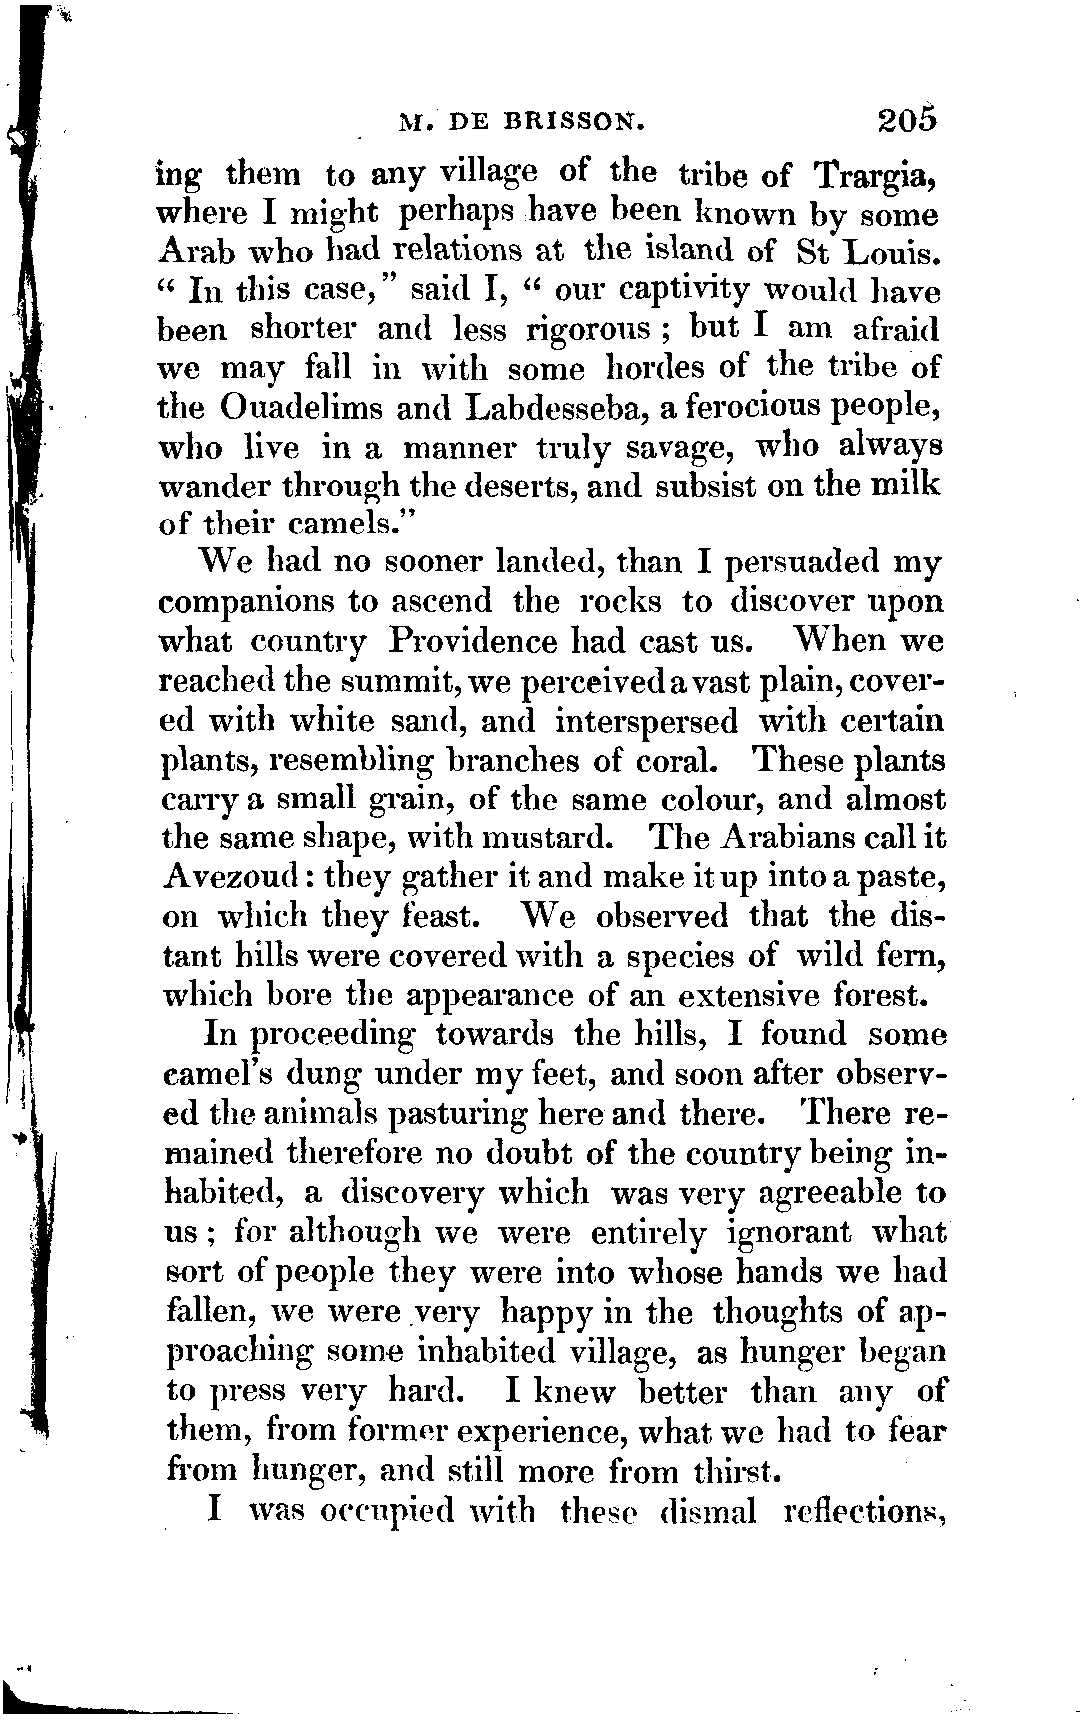 M. DE BRISSON. 205
ing them to any village of the tribe of Trargia,
where I might perhaps have been known by some
Arab who had relations at the island of St Louis.
“ In this case,” said I, “ our captivity would have
been shorter and less rigorous ; but I am afraid
we may fall in with some hordes of the tribe of
the Ouadelims and Labdesseba, a ferocious people,
who live in a manner truly savage, who always
wander through the deserts, and subsist on the milk
of their camels.”
We had no sooner landed, than I persuaded my
companions to ascend the rocks to discover upon
what country Providence had cast us. When we
reached the summit, we perceived a vast plain, cover-
ed with white sand, and interspersed with certain
plants, resembling branches of coral. These plants
carry a small grain, of the same colour, and almost
the same shape, with mustard. The Arabians call it
Avezoud : they gather it and make it up into a paste,
on which they feast. We observed that the dis-
tant hills were covered with a species of wild fern,
which bore the appearance of an extensive forest.
In proceeding towards the hills, I found some
camel’s dung under my feet, and soon after observ-
ed the animals pasturing here and there. There re-
mained therefore no doubt of the country being in-
habited, a discovery which was very agreeable to
us ; for although we were entirely ignorant what
sort of people they were into whose hands we had
fallen, we were very happy in the thoughts of ap-
proaching some inhabited village, as hunger began
to press very hard. I knew better than any of
them, from former experience, what we had to fear
from hunger, and still more from thirst.
I was occupied with these dismal reflections,